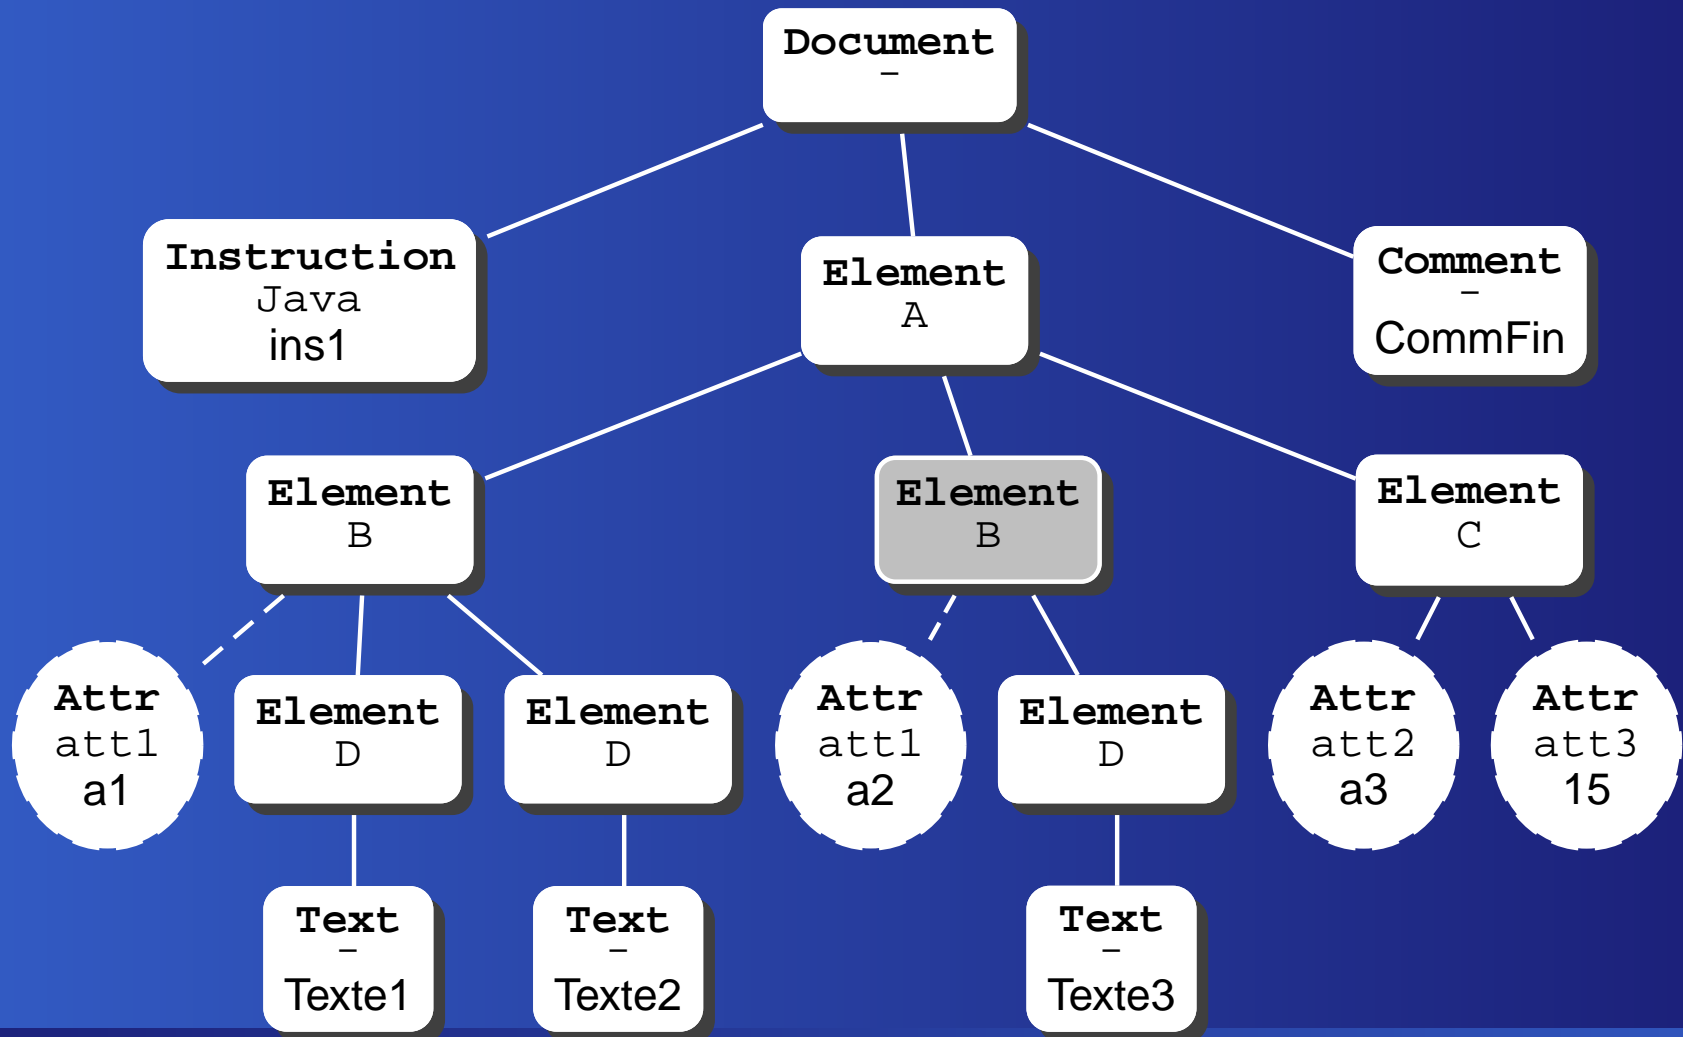 Document
-
Instruction
Java
ins1
Element
A
Comment
-
CommFin
Element
B
Element
B
Element
C
Attr
att1
a1
Element
D
Element
D
Attr
att1
a2
Element
D
Attr
att2
a3
Attr
att3
15
Text
-
Texte1
Text
-
Texte2
Text
-
Texte3